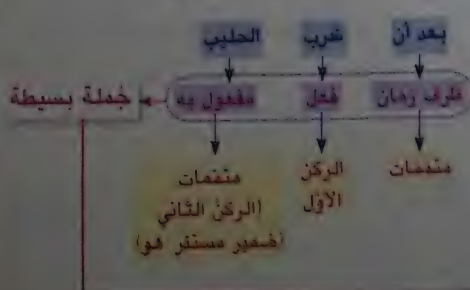 بعد أن شرب الحليب
ظرف زمان فعل مفعول به جُملة بسيطة
متممات الركن متممات
الأول (الركن الثاني
(ضمير مستتر هو)